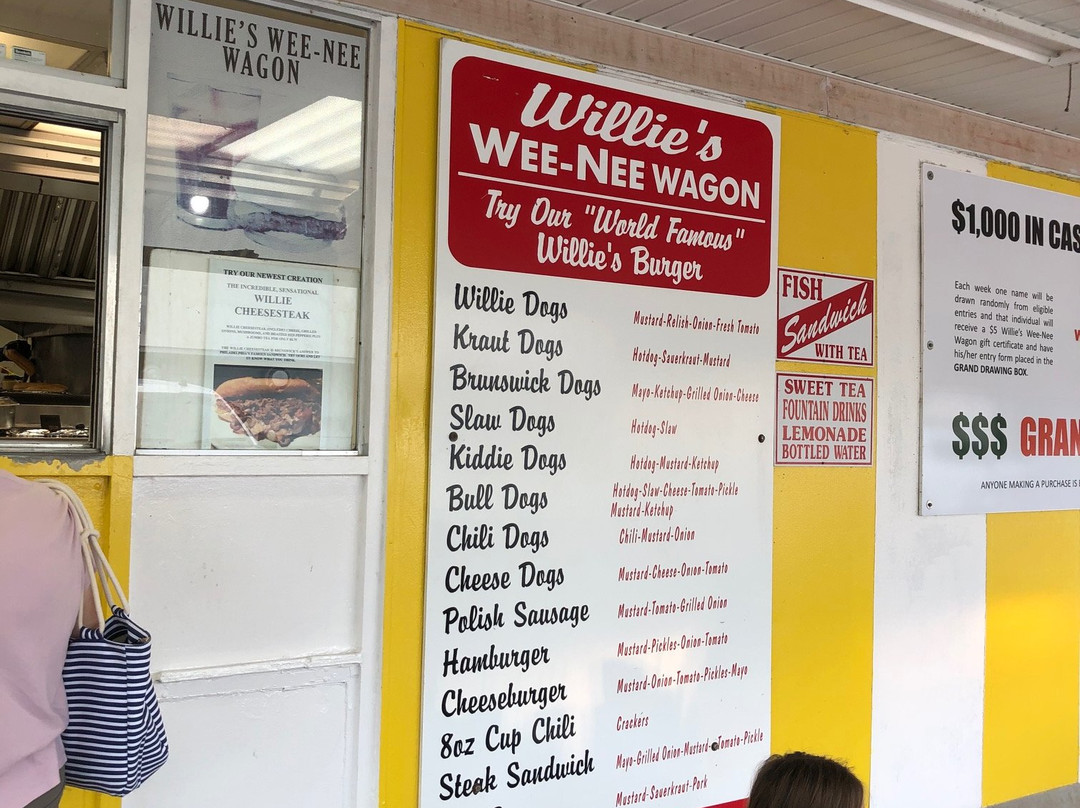 WILLIE'S WEE-NEE
WAGON
TRY OUR NEWEST CREATION
THE INCREDIBLE, SENSATIONAL
WILLIE
CHEESESTEAK
Willie's
WEE-NEE WAGON
Try Our "World Famous"
Willie's Burger
Willie Dogs
Mustard-Relish-Onion-Fresh Tomato
Kraut Dogs
Hotdog-Sauerkraut-Mustard
Brunswick Dogs
Mayo-Ketchup-Grilled Onion-Cheese
Slaw Dogs
Hotdog-Slaw
Kiddie Dogs
Hotdog-Mustard-Ketchup
Bull Dogs
Hotdog-Slaw-Cheese-Tomato-Pickle
Mustard-Ketchup
Chili Dogs
Chili-Mustard-Onion
Cheese Dogs
Mustard-Cheese-Onion-Tomato
Polish Sausage
Mustard-Tomato-Grilled Onion
Hamburger
Mustard-Pickles-Onion-Tomato
Cheeseburger
Mustard-Onion-Tomato-Pickles-Mayo
8oz Cup Chili
Crackers
Steak Sandwich
Mayo-Grilled Onion-Mustard-Tomato-Pickle
Mustard-Sauerkraut-Pork
FISH
Sandwich
WITH TEA
SWEET TEA
FOUNTAIN DRINKS
LEMONADE
BOTTLED WATER
$1,000 IN CAS
Each week one name will be
drawn randomly from eligible
entries and that individual will
receive a $5 Willie's Wee-Nee
Wagon gift certificate and have
his/her entry form placed in the
GRAND DRAWING BOX.
$$$ GRAN
ANYONE MAKING A PURCHASE IS